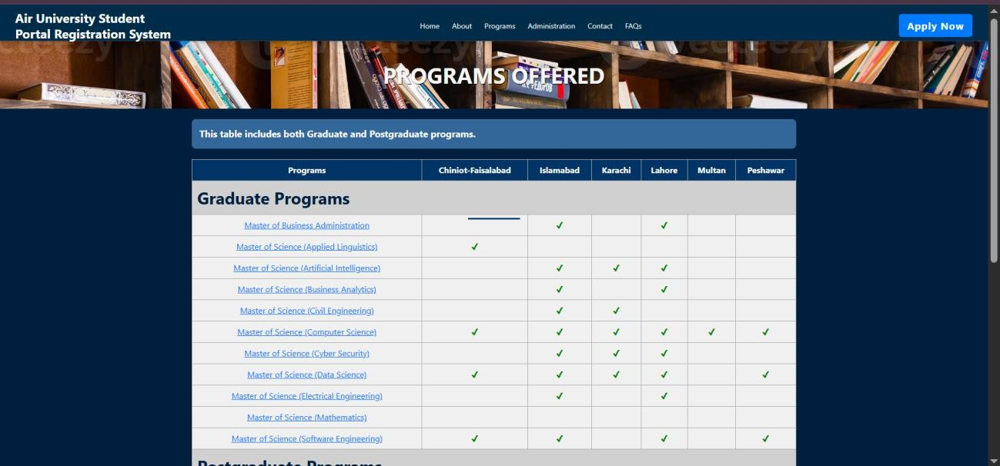 Air University Student
Portal Registration System
Home About Programs Administration Contact FAQs
Apply Now
PROGRAMS OFFERED
This table includes both Graduate and Postgraduate programs.
Programs Chiniot-Faisalabad Islamabad Karachi Lahore Multan Peshawar
Graduate Programs
Master of Business Administration ✓ ✓
Master of Science (Applied Linguistics) ✓
Master of Science (Artificial Intelligence) ✓ ✓ ✓
Master of Science (Business Analytics) ✓ ✓
Master of Science (Civil Engineering) ✓ ✓
Master of Science (Computer Science) ✓ ✓ ✓ ✓ ✓ ✓
Master of Science (Cyber Security) ✓ ✓ ✓
Master of Science (Data Science) ✓ ✓ ✓ ✓ ✓
Master of Science (Electrical Engineering) ✓ ✓
Master of Science (Mathematics)
Master of Science (Software Engineering) ✓ ✓ ✓ ✓
Postgraduate Programs